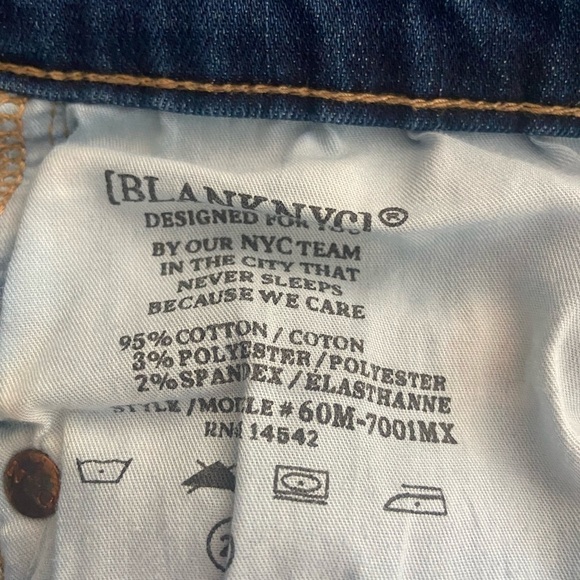 [BLANKNYC]®
DESIGNED FOR YOU
BY OUR NYC TEAM
IN THE CITY THAT
NEVER SLEEPS
BECAUSE WE CARE
95% COTTON / COTON
3% POLYESTER / POLYESTER
2% SPANDEX / ÉLASTHANNE
STYLE / MODLE # 60M-7001MX
RN# 14542